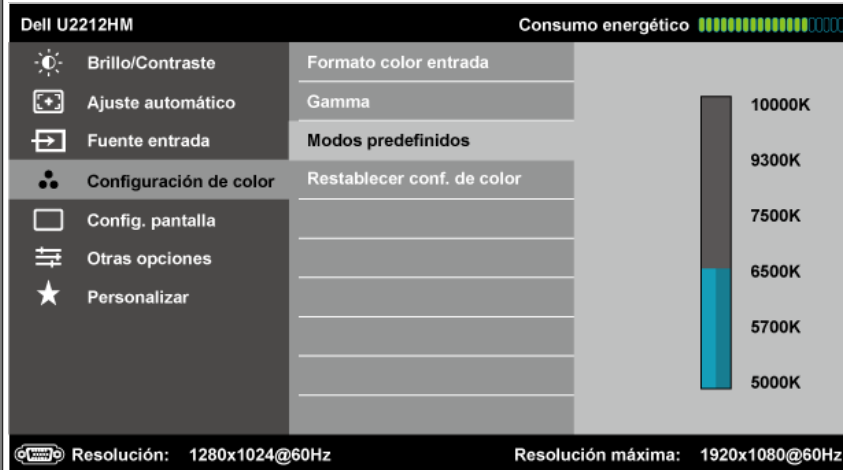 Dell U2212HM Consumo energético
Brillo/Contraste Formato color entrada
Ajuste automático Gamma 10000K
Fuente entrada Modos predefinidos
9300K
Configuración de color Restablecer conf. de color
Config. pantalla 7500K
Otras opciones
6500K
Personalizar
5700K
5000K
Resolución: 1280x1024@60Hz Resolución máxima: 1920x1080@60Hz